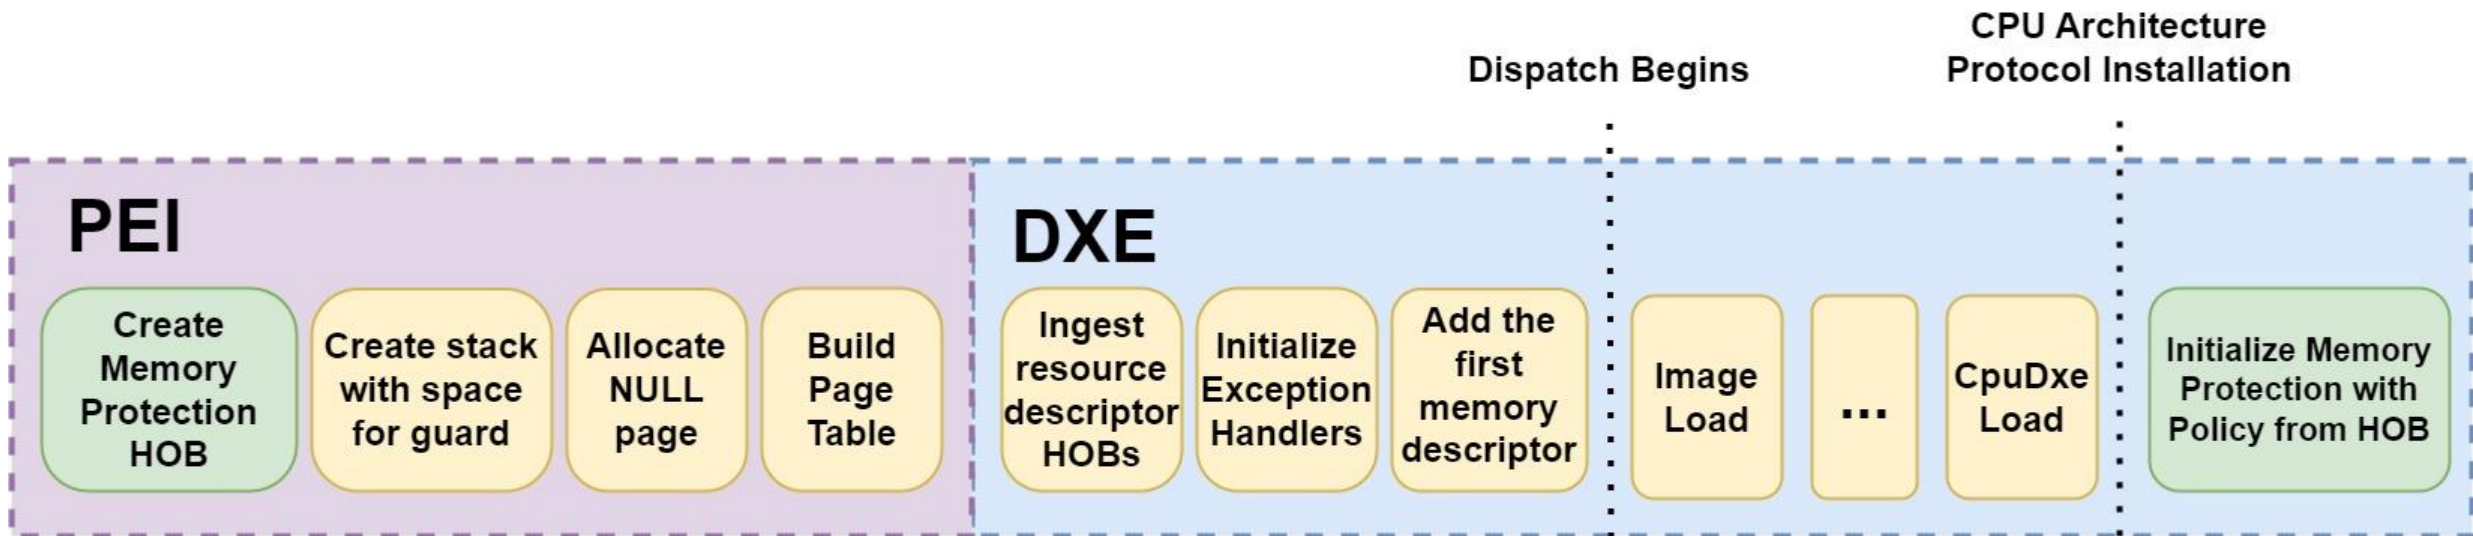 CPU Architecture
Protocol Installation
Dispatch Begins
PEI
Create
Memory
Protection
HOB
Create stack
with space
for guard
Allocate
NULL
page
Build
Page
Table
DXE
Ingest
resource
descriptor
HOBs
Initialize
Exception
Handlers
Add the
first
memory
descriptor
Image
Load
...
CpuDxe
Load
Initialize Memory
Protection with
Policy from HOB